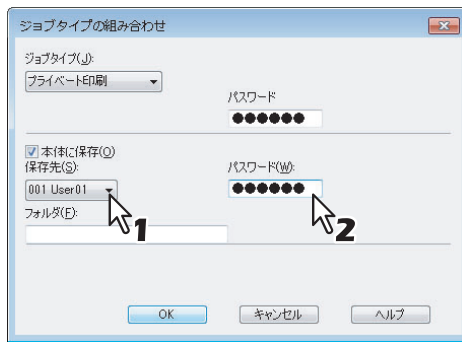 ジョブタイプの組み合わせ
ジョブタイプ(J):
プライベート印刷
パスワード
●●●●●●
本体に保存(O)
保存先(S):
パスワード(W):
001 User01
●●●●●●
フォルダ(F):
1
2
OK
キャンセル
ヘルプ